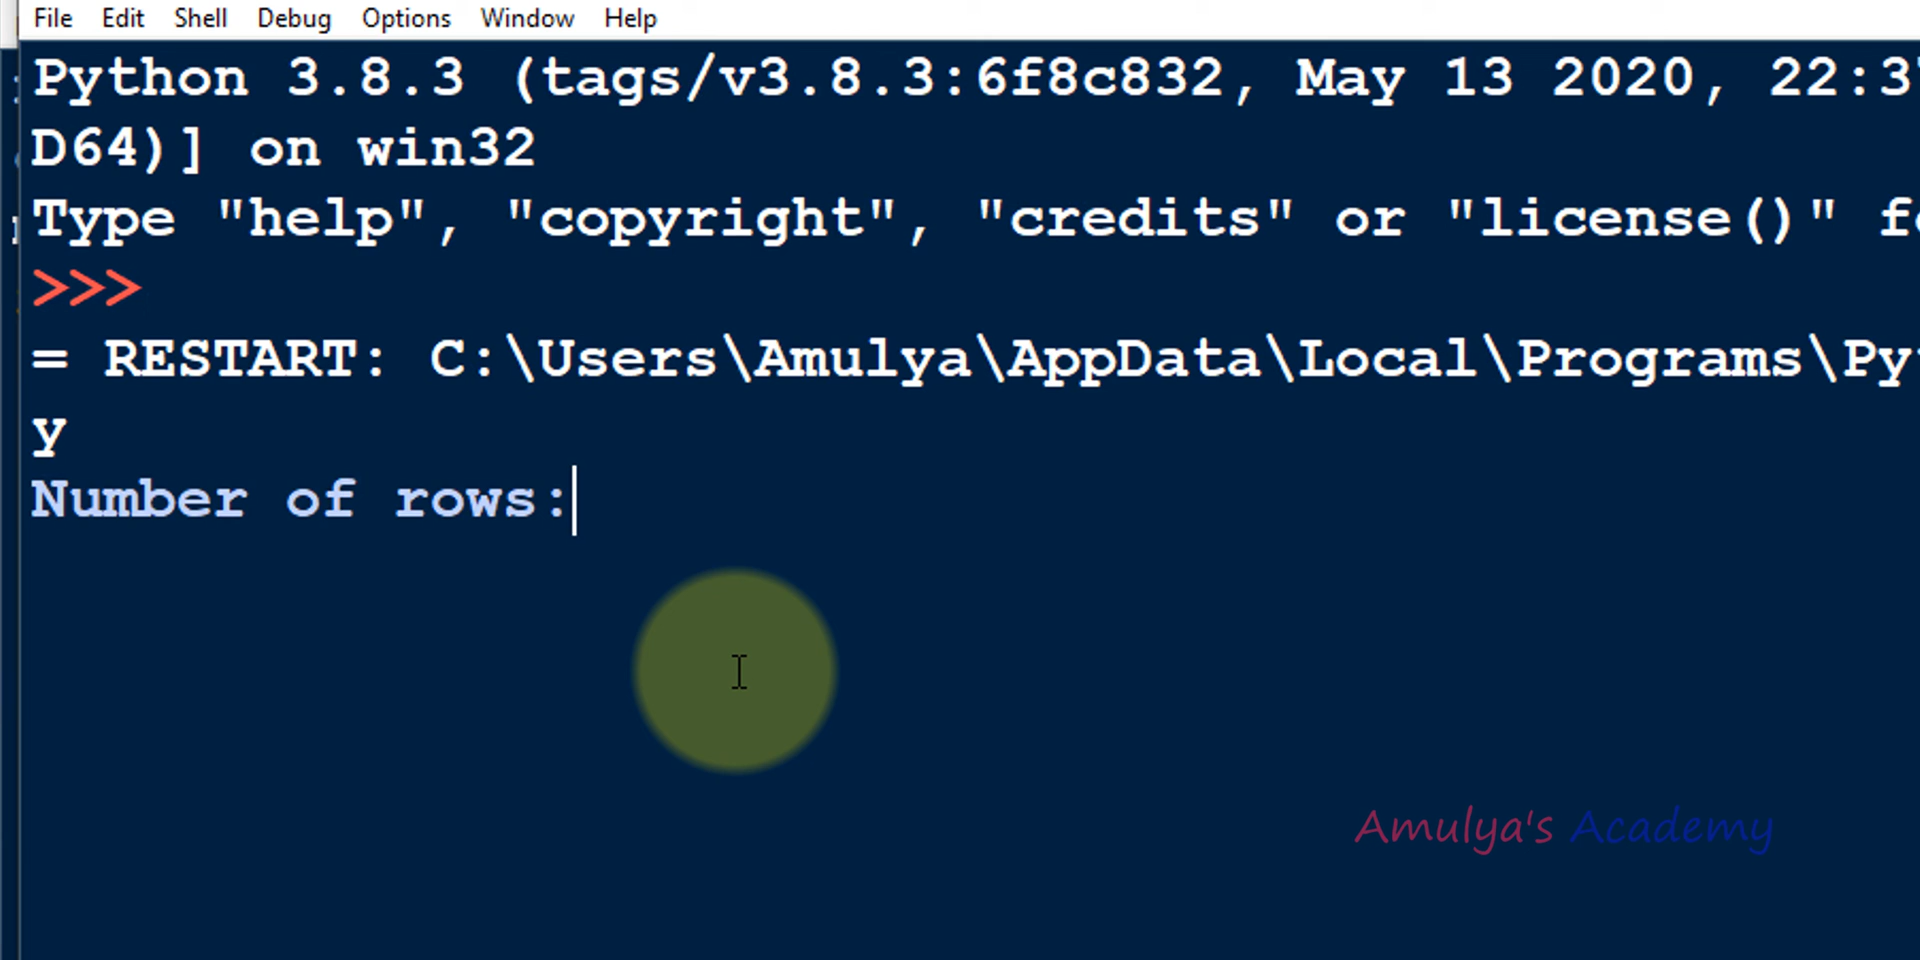 File Edit Shell Debug Options Window Help
Python 3.8.3 (tags/v3.8.3:6f8c832, May 13 2020, 22:3
D64)] on win32
Type "help", "copyright", "credits" or "license()" f
>>>
= RESTART: C:\Users\Amulya\AppData\Local\Programs\Py
y
Number of rows:
Amulya's Academy